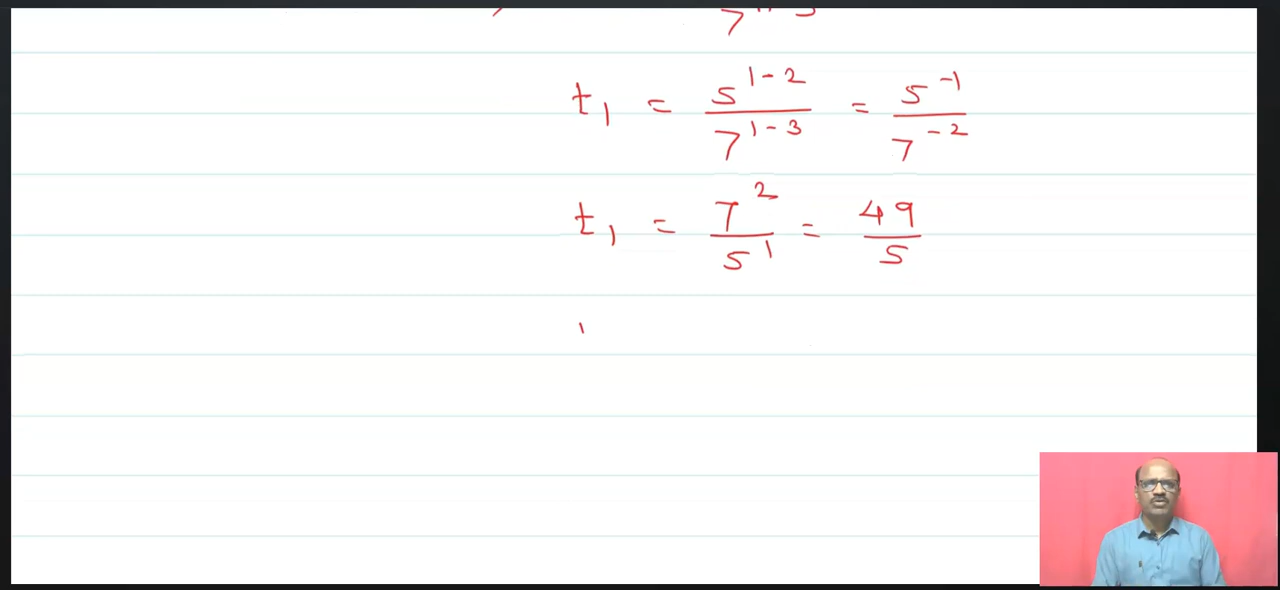 t₁ = 5^(1-2) / 7^(1-3) = 5^(-1) / 7^(-2)
t₁ = 7^2 / 5^1 = 49 / 5